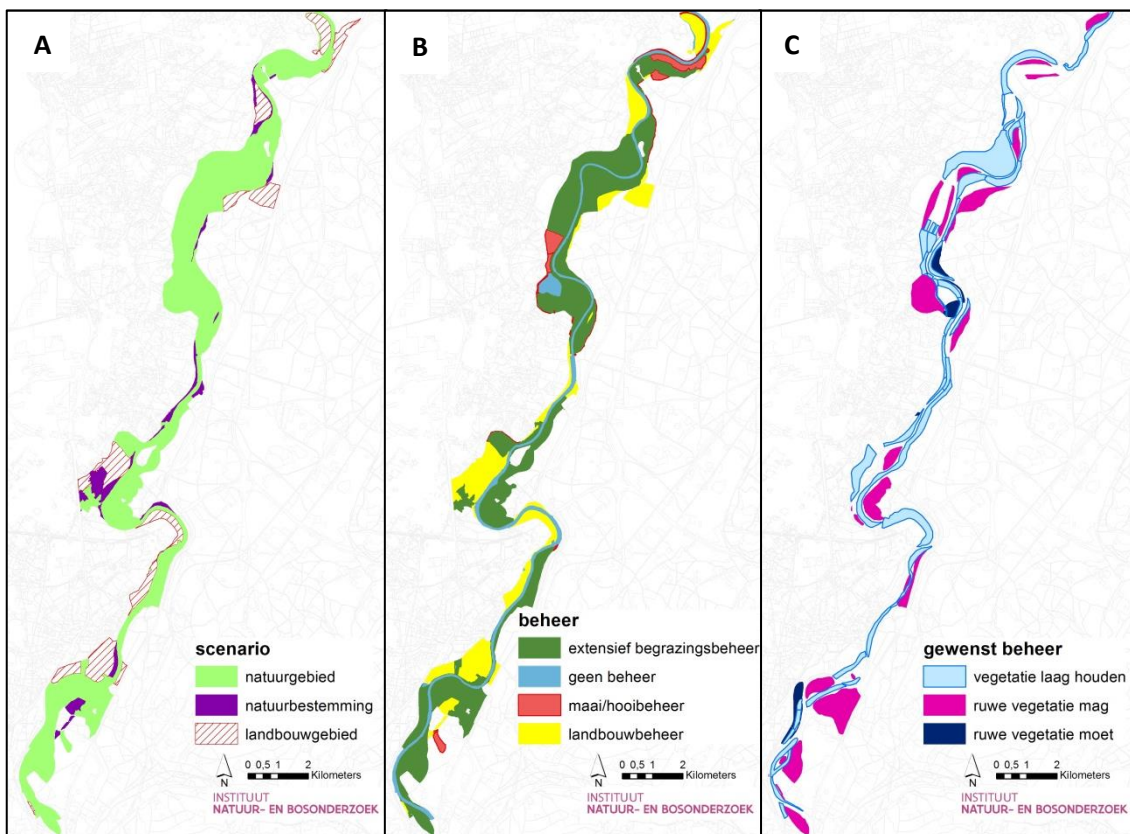 A
scenario
natuurgebied
natuurbestemming
landbouwgebied
N
0 0,5 1 2
Kilometers
INSTITUUT
NATUUR- EN BOSONDERZOEK
B
beheer
extensief begrazingsbeheer
geen beheer
maai/hooibeheer
landbouwbeheer
N
0 0,5 1 2
Kilometers
INSTITUUT
NATUUR- EN BOSONDERZOEK
C
gewenst beheer
vegetatie laag houden
ruwe vegetatie mag
ruwe vegetatie moet
N
0 0,5 1 2
Kilometers
INSTITUUT
NATUUR- EN BOSONDERZOEK